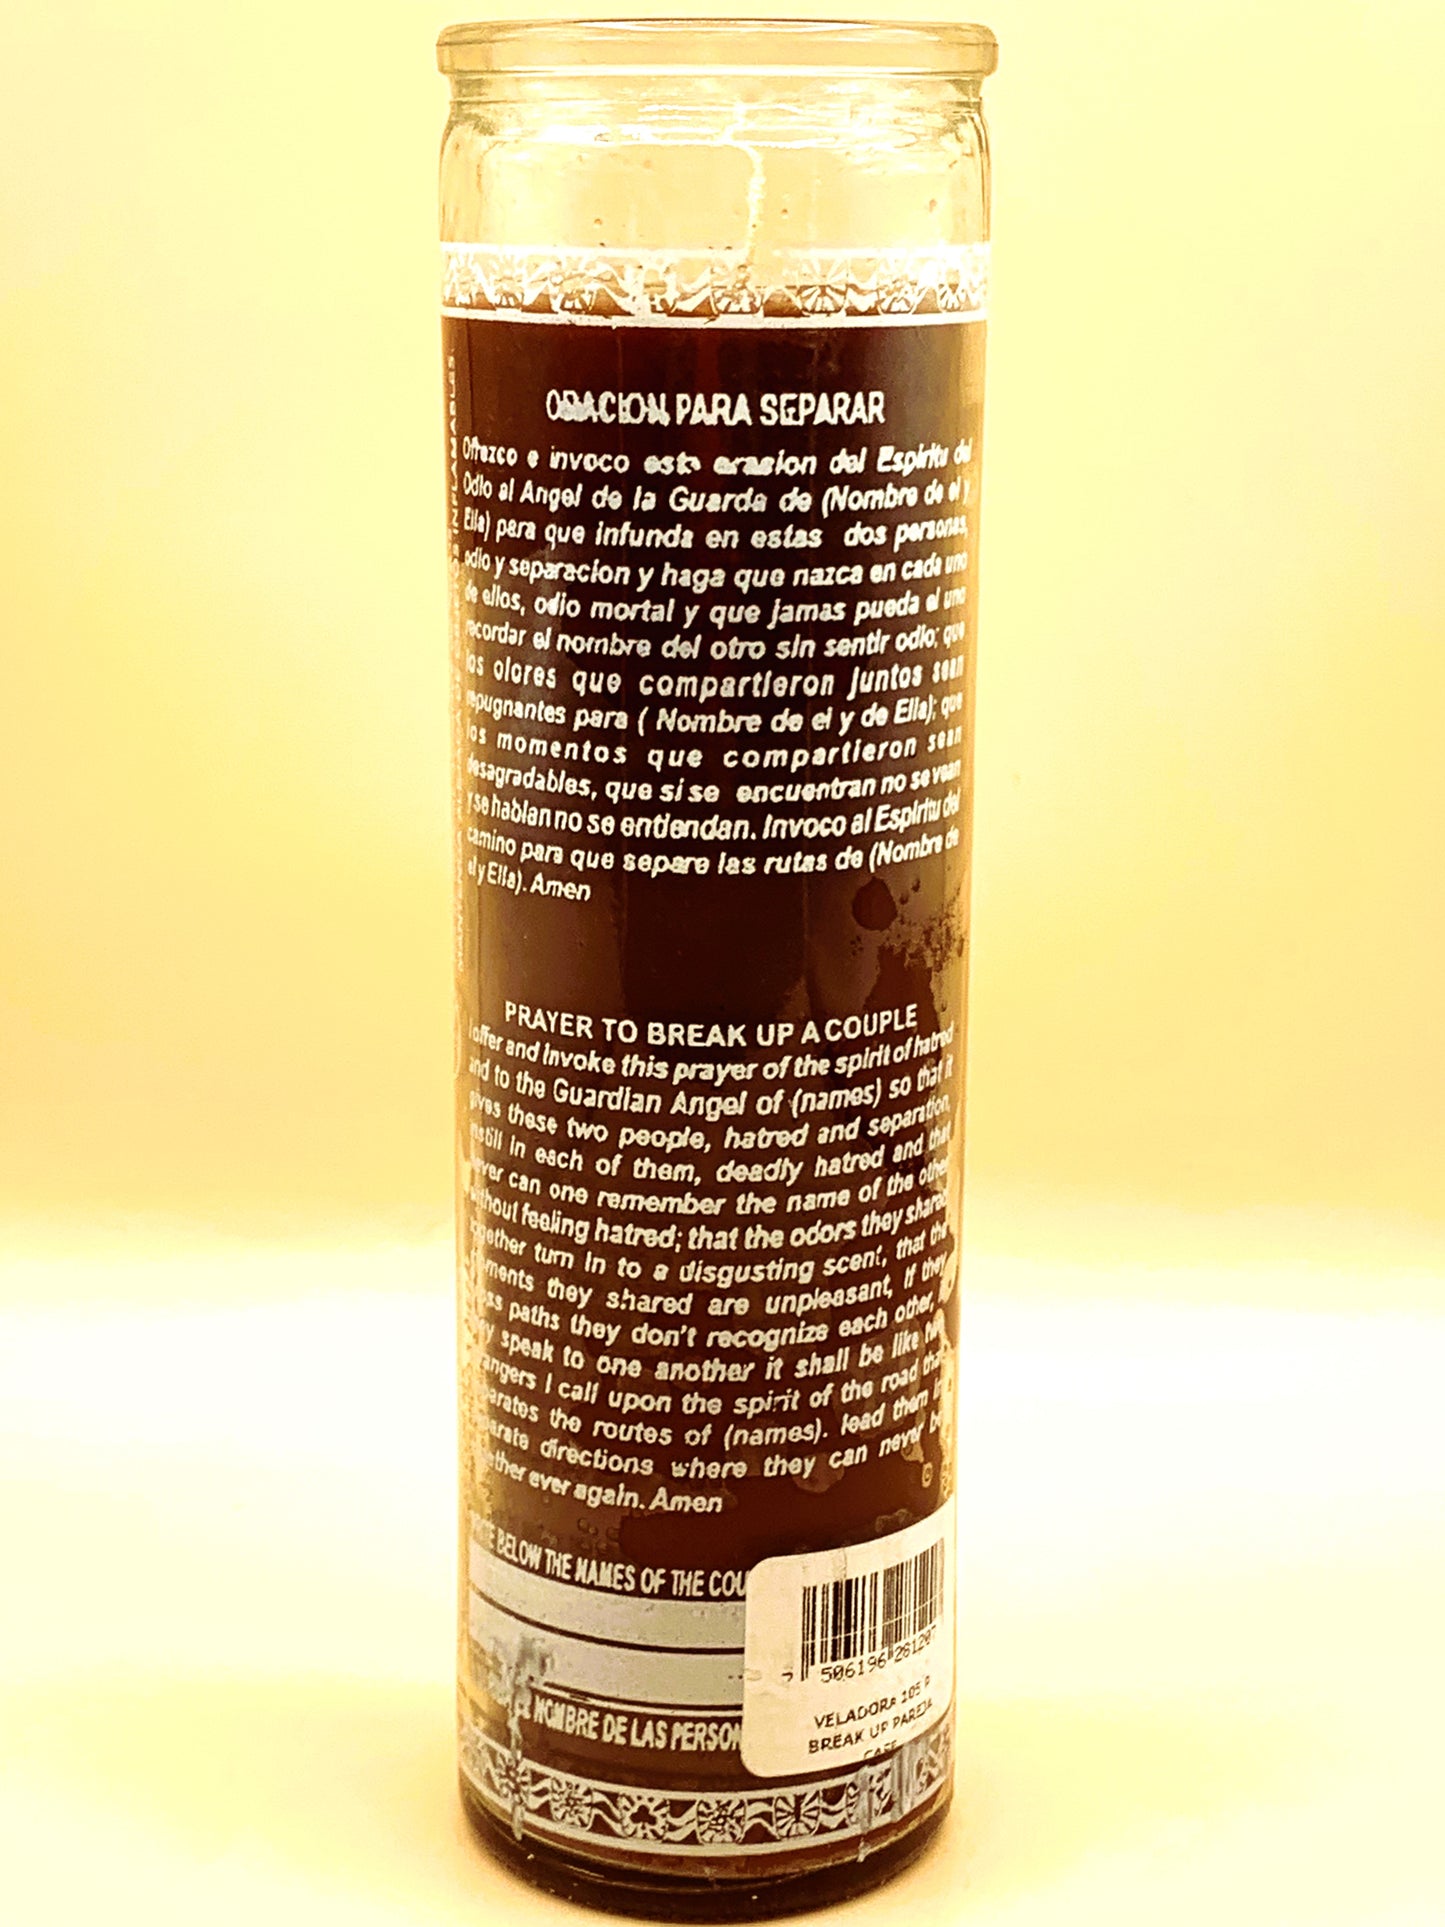 ORACION PARA SEPARAR
Ofrezco e invoco esta oracion del Espiritu del
Odio al Angel de la Guarda de (Nombre de el y
Ella) para que infunda en estas dos personas,
odio y separacion y haga que nazca en cada uno
de ellos, odio mortal y que jamas pueda el uno
recordar el nombre del otro sin sentir odio; que
los olores que compartieron juntos sean
repugnantes para ( Nombre de el y de Ella); que
los momentos que compartieron sean
desagradables, que si se encuentran no se vean
y se hablan no se entiendan. Invoco al Espiritu del
camino para que separe las rutas de (Nombre de
el y Ella). Amen
PRAYER TO BREAK UP A COUPLE
I offer and Invoke this prayer of the spirit of hatred
and to the Guardian Angel of (names) so that it
gives these two people, hatred and separation,
instill in each of them, deadly hatred and that
never can one remember the name of the other
without feeling hatred; that the odors they shared
together turn in to a disgusting scent, that the
they shared are unpleasant, if they
paths they don't recognize each other,
speak to one another it shall be like
I call upon the spirit of the road that
the routes of (names). lead them in
directions where they can never be
ever again. Amen
BELOW THE NAMES OF THE COU
NOMBRE DE LAS PERSON
506196 261207
VELADORA 105 P
BREAK UP PAREJA
CAFE
INFLAMABLES